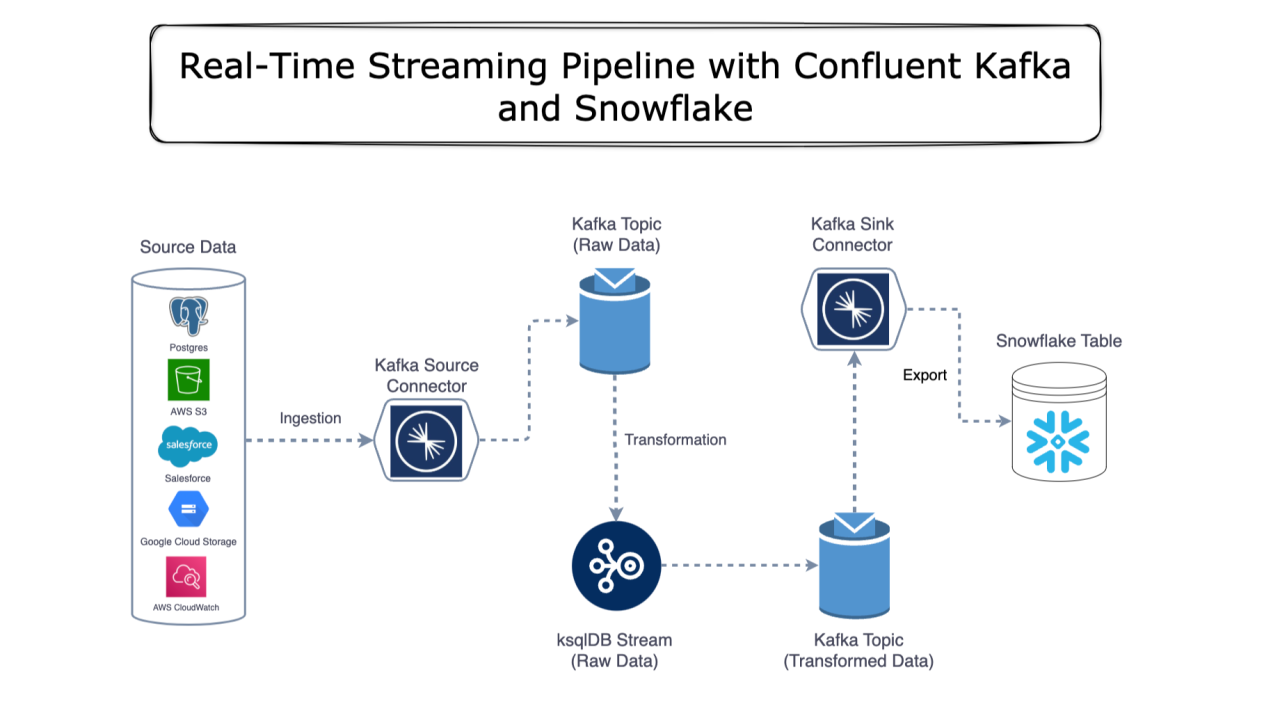 Real-Time Streaming Pipeline with Confluent Kafka
and Snowflake
Source Data
Postgres
AWS S3
salesforce
Salesforce
Google Cloud Storage
AWS CloudWatch
Ingestion
Kafka Source
Connector
Kafka Topic
(Raw Data)
Transformation
ksqlDB Stream
(Raw Data)
Kafka Topic
(Transformed Data)
Kafka Sink
Connector
Export
Snowflake Table